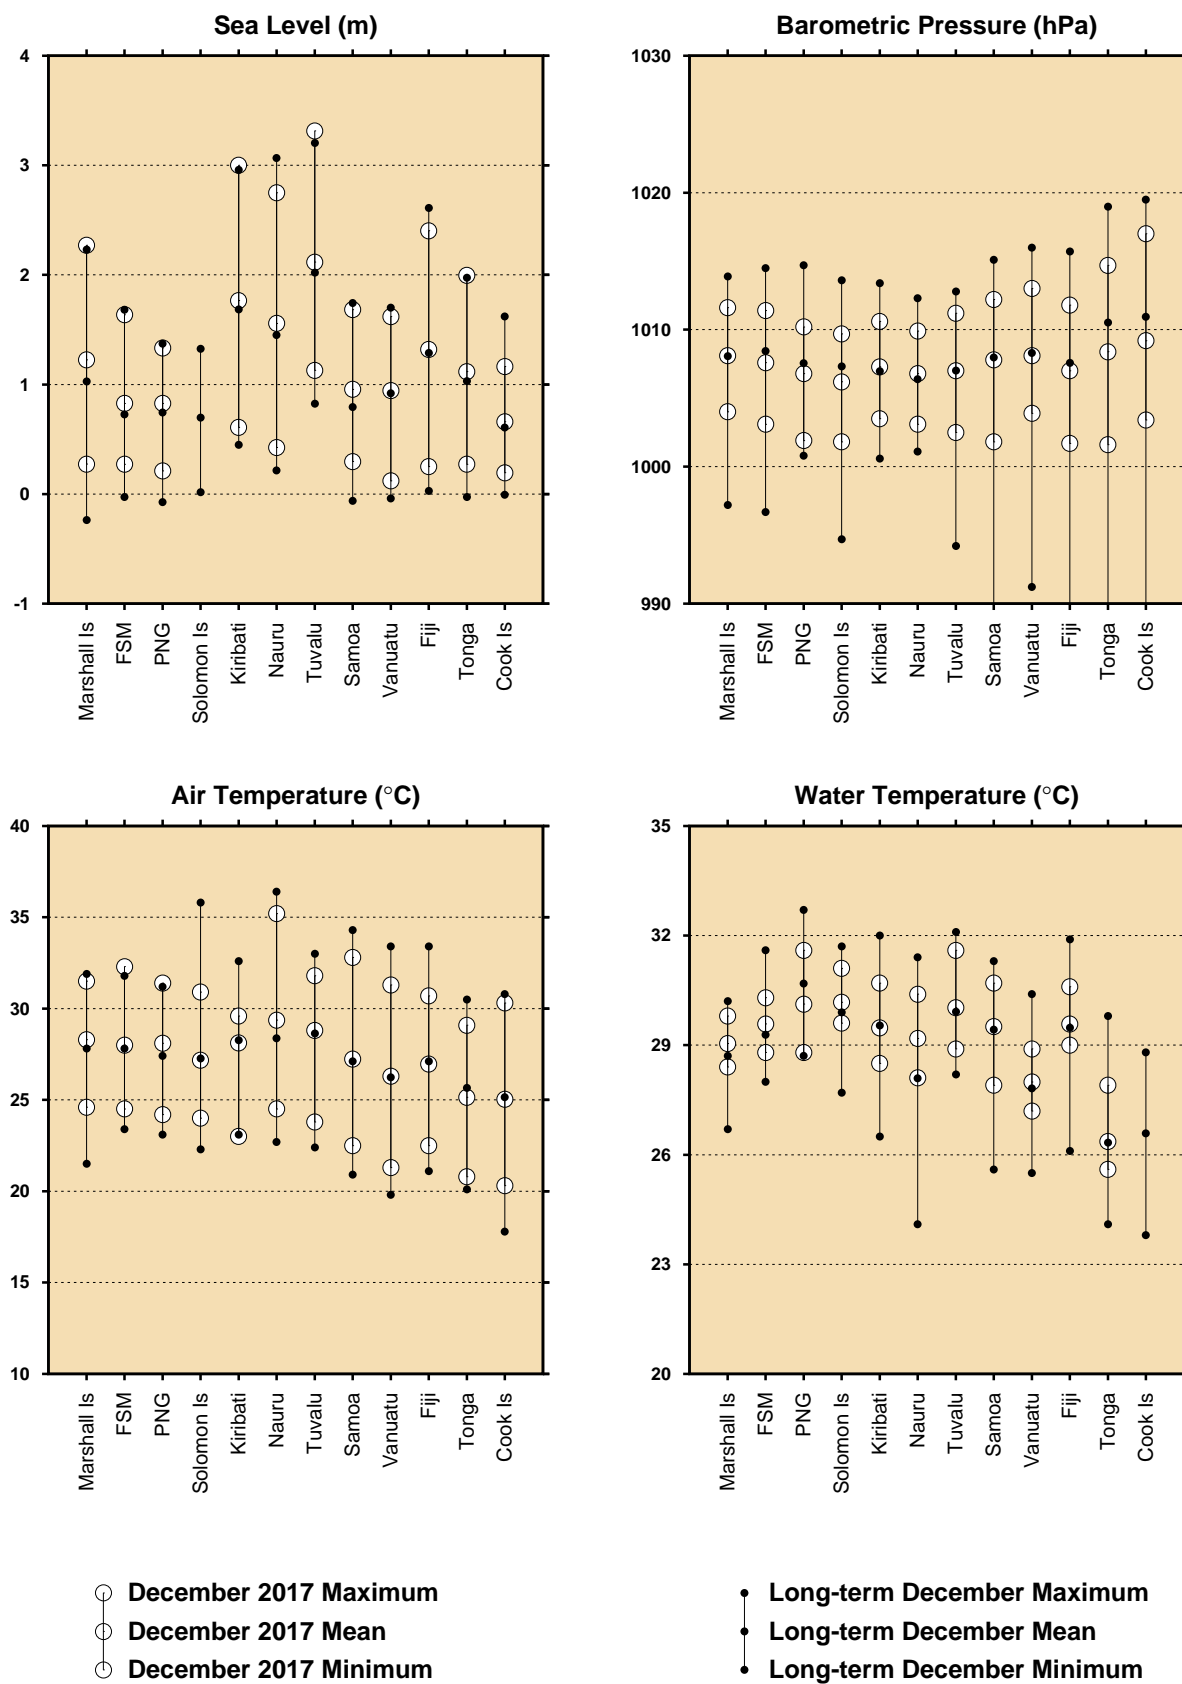 Sea Level (m)
4
3
2
1
0
-1
Marshall Is
FSM
PNG
Solomon Is
Kiribati
Nauru
Tuvalu
Samoa
Vanuatu
Fiji
Tonga
Cook Is
Barometric Pressure (hPa)
1030
1020
1010
1000
990
Marshall Is
FSM
PNG
Solomon Is
Kiribati
Nauru
Tuvalu
Samoa
Vanuatu
Fiji
Tonga
Cook Is
Air Temperature (°C)
40
35
30
25
20
15
10
Marshall Is
FSM
PNG
Solomon Is
Kiribati
Nauru
Tuvalu
Samoa
Vanuatu
Fiji
Tonga
Cook Is
Water Temperature (°C)
35
32
29
26
23
20
Marshall Is
FSM
PNG
Solomon Is
Kiribati
Nauru
Tuvalu
Samoa
Vanuatu
Fiji
Tonga
Cook Is
December 2017 Maximum
December 2017 Mean
December 2017 Minimum
Long-term December Maximum
Long-term December Mean
Long-term December Minimum